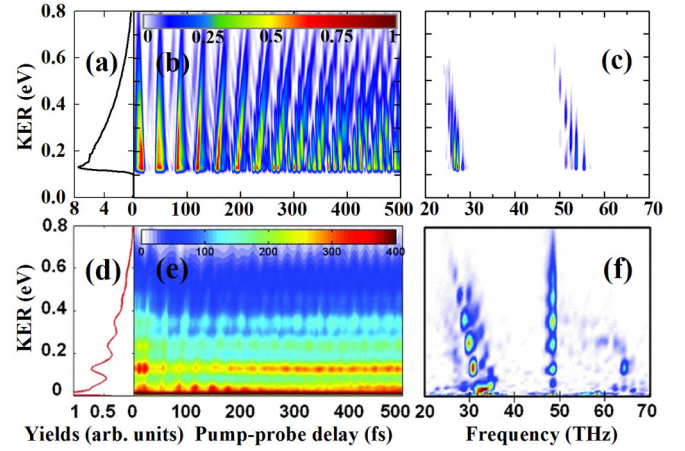 0.8
0.6
0.4
0.2
0.0
KER (eV)
(a)
(b)
0 0.25 0.5 0.75 1
(c)
8 4 0 100 200 300 400 500
20 30 40 50 60 70
0.8
0.6
0.4
0.2
0
KER (eV)
(d)
(e)
0 100 200 300 400
(f)
1 0.5 0 100 200 300 400 500
20 30 40 50 60 70
Yields (arb. units) Pump-probe delay (fs) Frequency (THz)